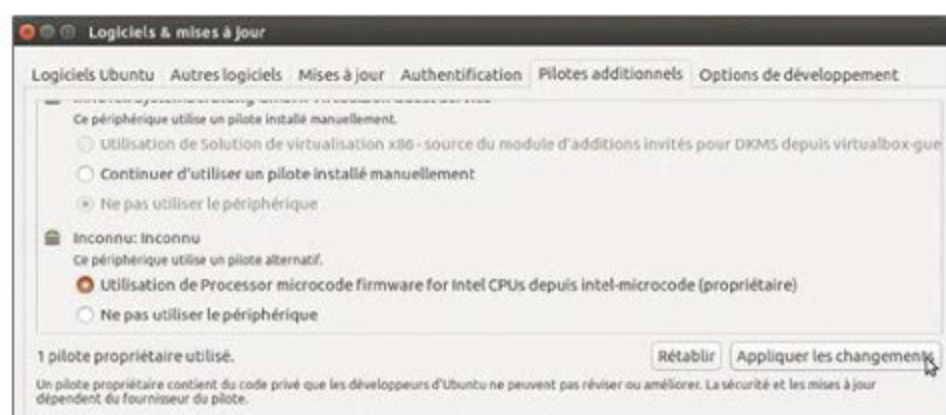 Logiciels & mises à jour
Logiciels Ubuntu Autres logiciels Mises à jour Authentification Pilotes additionnels Options de développement
Ce périphérique utilise un pilote installé manuellement.
Utilisation de Solution de virtualisation x86 - source du module d'additions invités pour DKMS depuis virtualbox-gue
Continuer d'utiliser un pilote installé manuellement
Ne pas utiliser le périphérique
Inconnu: Inconnu
Ce périphérique utilise un pilote alternatif.
Utilisation de Processor microcode firmware for Intel CPUs depuis intel-microcode (propriétaire)
Ne pas utiliser le périphérique
1 pilote propriétaire utilisé.
Rétablir Appliquer les changements
Un pilote propriétaire contient du code privé que les développeurs d'Ubuntu ne peuvent pas réviser ou améliorer. La sécurité et les mises à jour
dépendent du fournisseur du pilote.